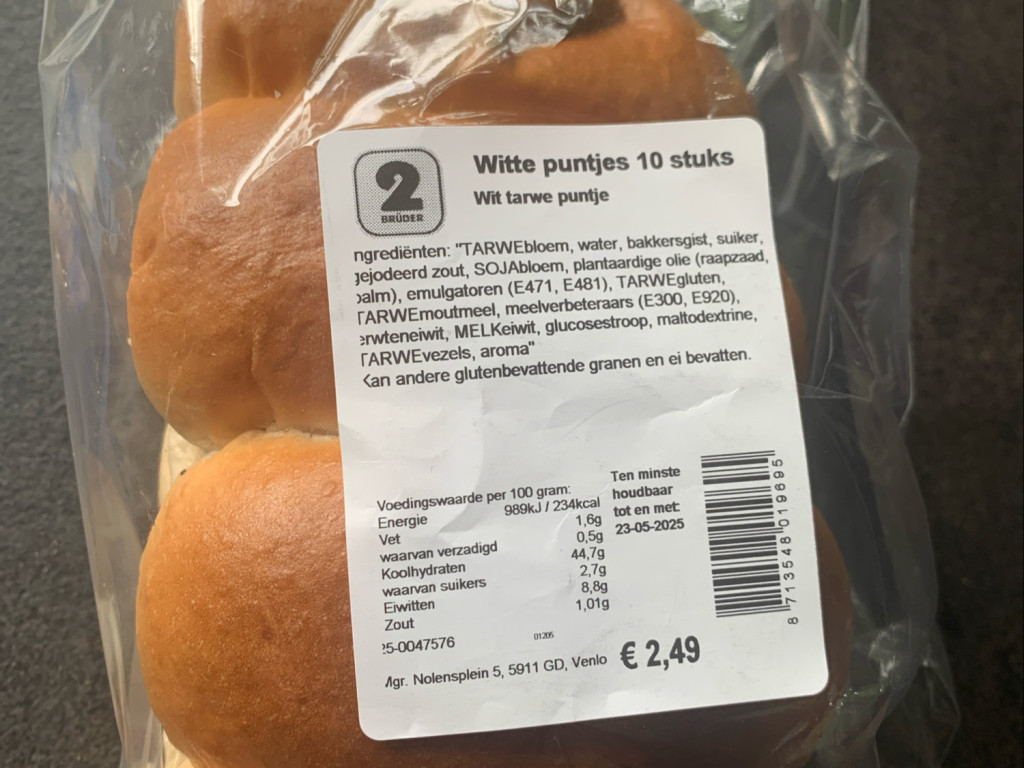 2
BRÜDER
Witte puntjes 10 stuks
Wit tarwe puntje
ngrediënten: "TARWEbloem, water, bakkersgist, suiker,
gejodeerd zout, SOJAbloem, plantaardige olie (raapzaad,
palm), emulgatoren (E471, E481), TARWEgluten,
TARWEmoutmeel, meelverbeteraars (E300, E920),
erwteneiwit, MELKeiwit, glucosestroop, maltodextrine,
TARWEvezels, aroma"
Kan andere glutenbevattende granen en ei bevatten.
Voedingswaarde per 100 gram:
Energie 989kJ / 234kcal
Vet 1,6g
waarvan verzadigd 0,5g
Koolhydraten 44,7g
waarvan suikers 2,7g
Eiwitten 8,8g
Zout 1,01g
Ten minste
houdbaar
tot en met:
23-05-2025
8713548019695
5-0047576
01205
Mgr. Nolensplein 5, 5911 GD, Venlo
€ 2,49